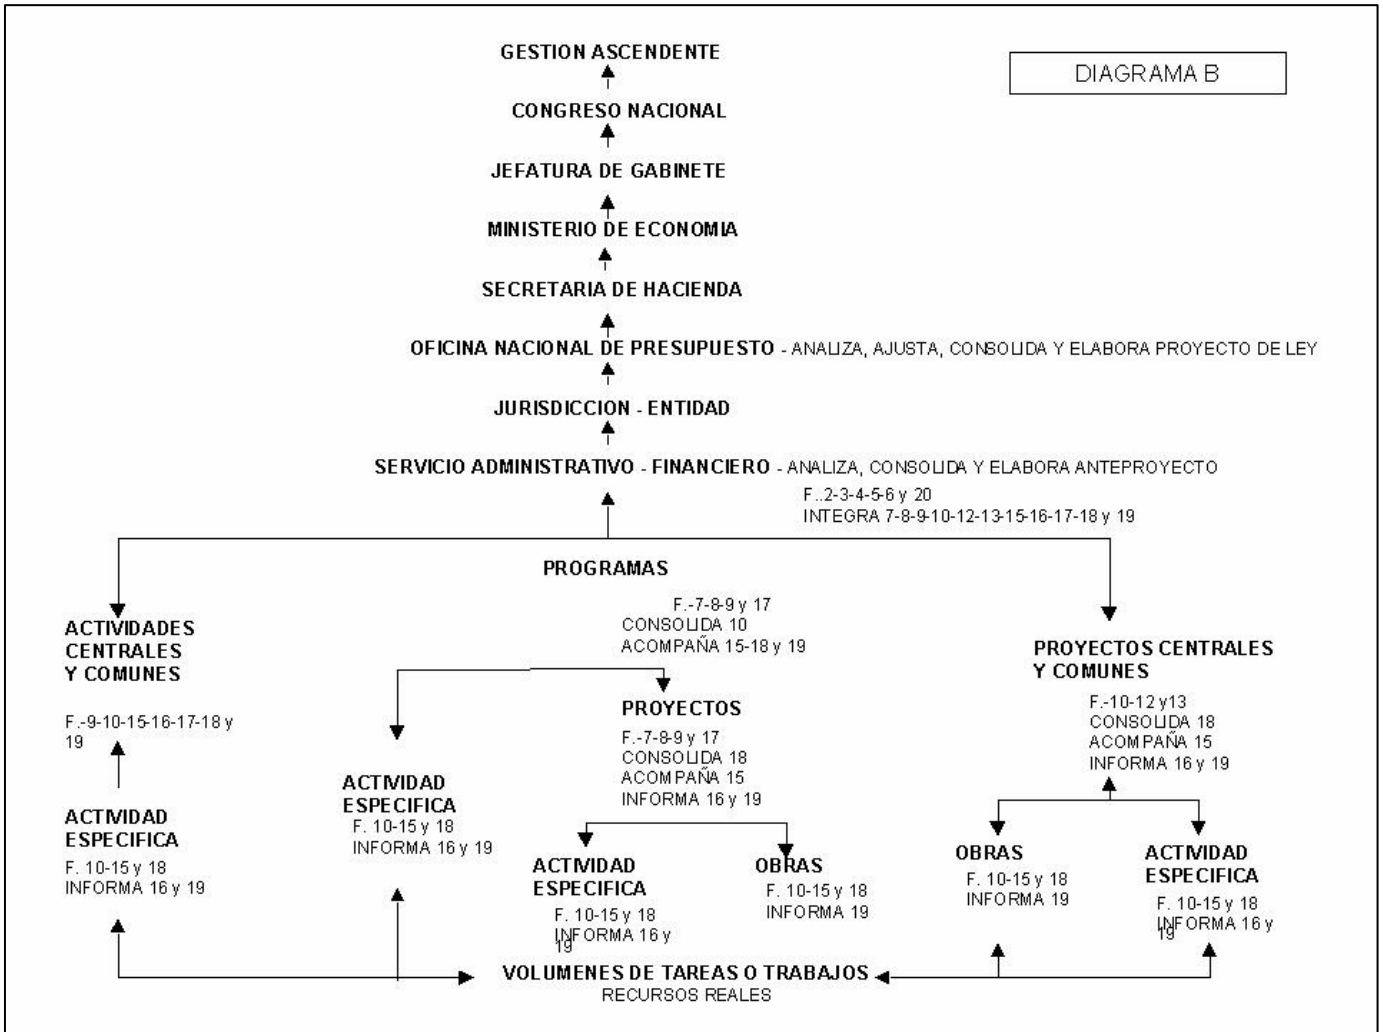 GESTION ASCENDENTE
DIAGRAMA B
CONGRESO NACIONAL
JEFATURA DE GABINETE
MINISTERIO DE ECONOMIA
SECRETARIA DE HACIENDA
OFICINA NACIONAL DE PRESUPUESTO - ANALIZA, AJUSTA, CONSOLIDA Y ELABORA PROYECTO DE LEY
JURISDICCION - ENTIDAD
SERVICIO ADMINISTRATIVO - FINANCIERO - ANALIZA, CONSOLIDA Y ELABORA ANTEPROYECTO
F..2-3-4-5-6 y 20
INTEGRA 7-8-9-10-12-13-15-16-17-18 y 19
PROGRAMAS
F.-7-8-9 y 17
CONSOLIDA 10
ACOMPAÑA 15-18 y 19
ACTIVIDADES
CENTRALES
Y COMUNES
F.-9-10-15-16-17-18 y
19
ACTIVIDAD
ESPECIFICA
F. 10-15 y 18
INFORMA 16 y 19
ACTIVIDAD
ESPECIFICA
F. 10-15 y 18
INFORMA 16 y 19
PROYECTOS
F.-7-8-9 y 17
CONSOLIDA 18
ACOMPAÑA 15
INFORMA 16 y 19
ACTIVIDAD
ESPECIFICA
F. 10-15 y 18
INFORMA 16 y
19
OBRAS
F. 10-15 y 18
INFORMA 19
PROYECTOS CENTRALES
Y COMUNES
F.-10-12 y13
CONSOLIDA 18
ACOMPAÑA 15
INFORMA 16 y 19
OBRAS
F. 10-15 y 18
INFORMA 19
ACTIVIDAD
ESPECIFICA
F. 10-15 y 18
INFORMA 16 y
19
VOLUMENES DE TAREAS O TRABAJOS
RECURSOS REALES